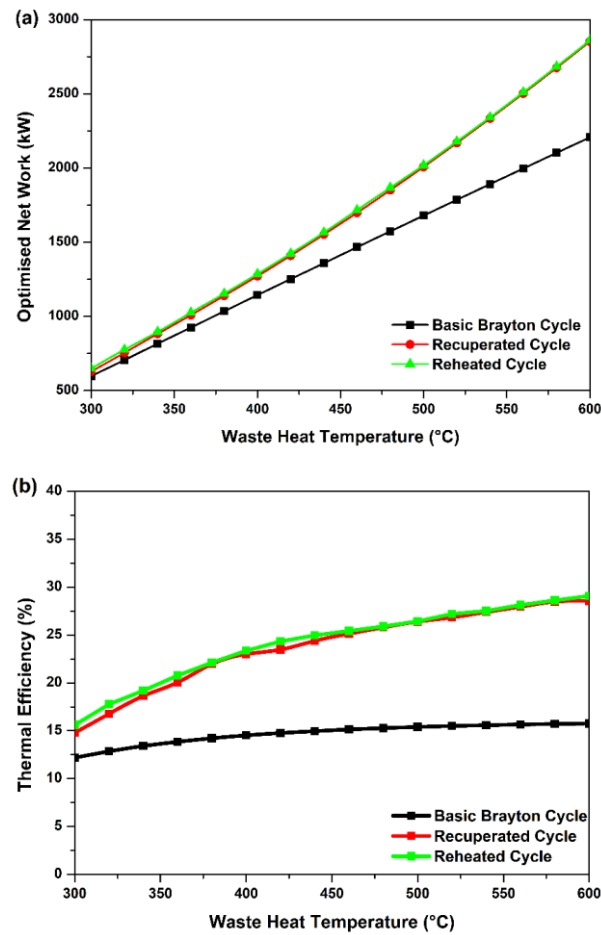 (a)
3000
2500
2000
1500
1000
500
Optimised Net Work (kW)
Basic Brayton Cycle
Recuperated Cycle
Reheated Cycle
300 350 400 450 500 550 600
Waste Heat Temperature (°C)
(b)
40
35
30
25
20
15
10
5
0
Thermal Efficiency (%)
Basic Brayton Cycle
Recuperated Cycle
Reheated Cycle
300 350 400 450 500 550 600
Waste Heat Temperature (°C)